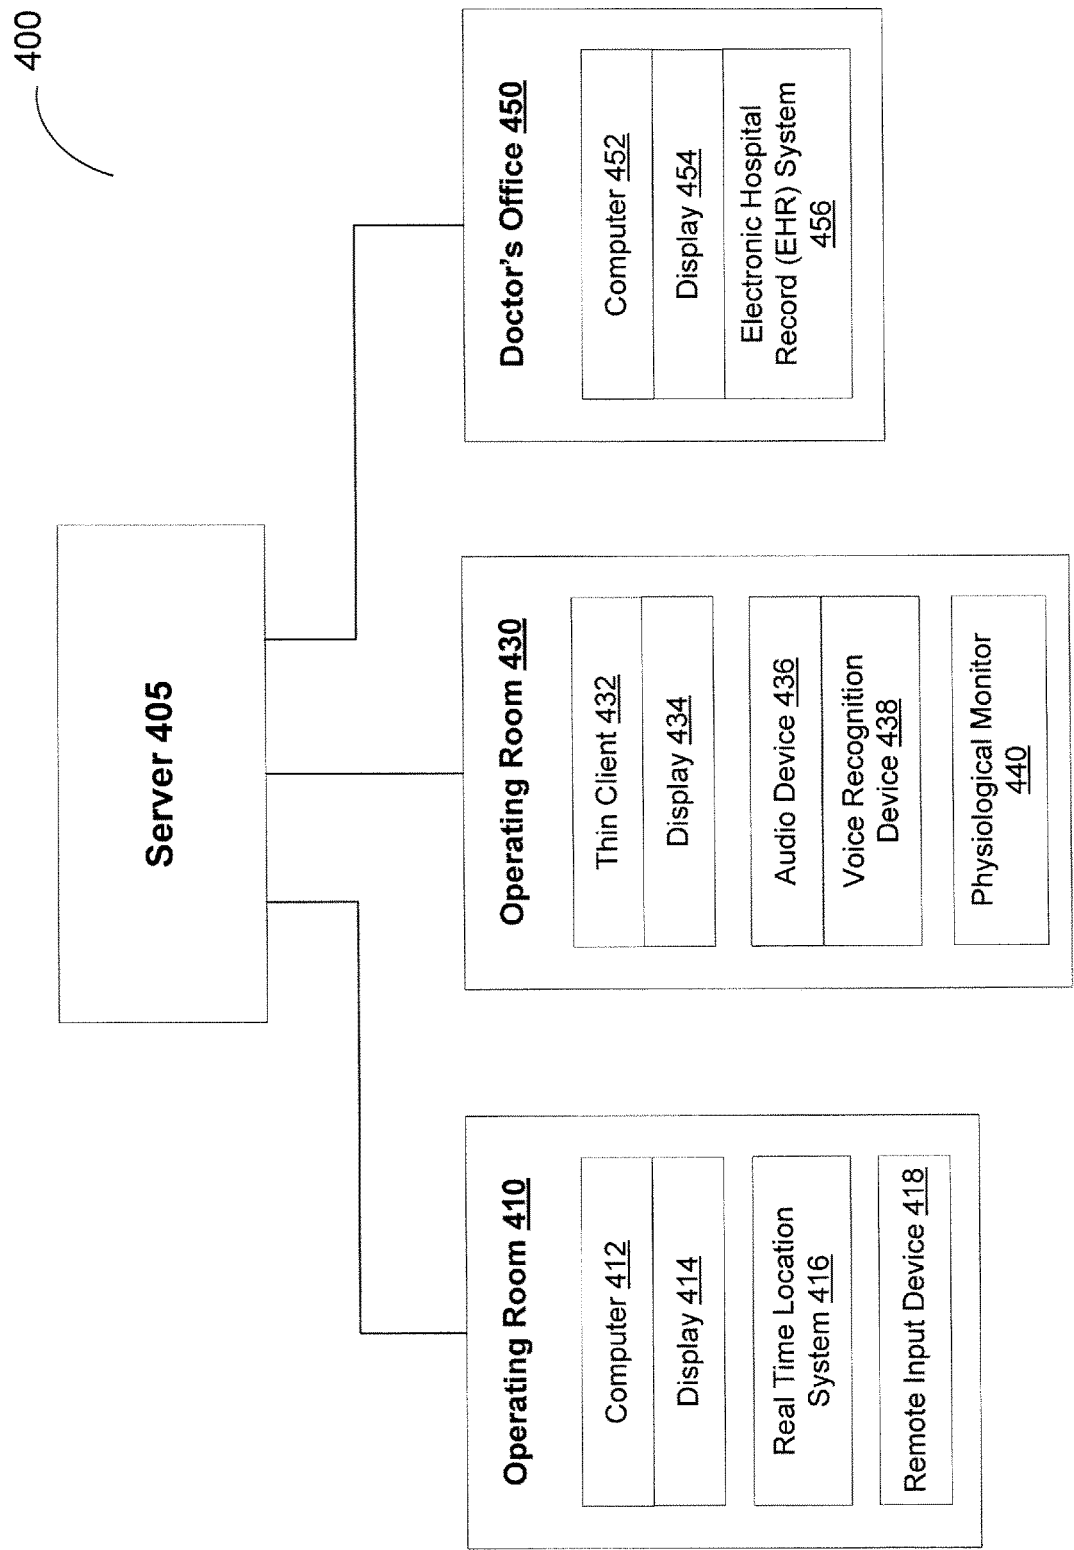 400
Server 405
Operating Room 410
Computer 412
Display 414
Real Time Location
System 416
Remote Input Device 418
Operating Room 430
Thin Client 432
Display 434
Audio Device 436
Voice Recognition
Device 438
Physiological Monitor
440
Doctor's Office 450
Computer 452
Display 454
Electronic Hospital
Record (EHR) System
456